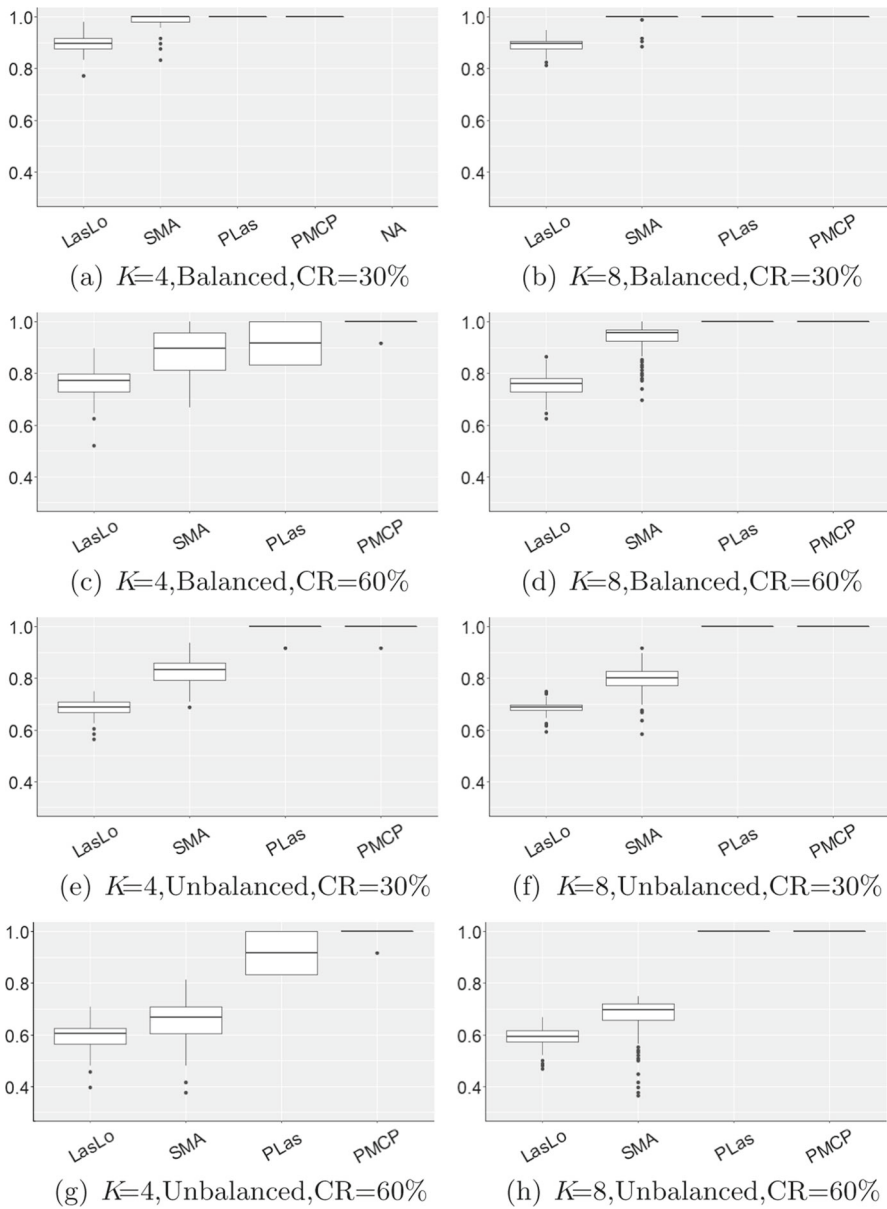 1.0
0.8
0.6
0.4
LasLo SMA PLas PMCP NA
(a) K=4,Balanced,CR=30%
1.0
0.8
0.6
0.4
LasLo SMA PLas PMCP
(b) K=8,Balanced,CR=30%
1.0
0.8
0.6
0.4
LasLo SMA PLas PMCP
(c) K=4,Balanced,CR=60%
1.0
0.8
0.6
0.4
LasLo SMA PLas PMCP
(d) K=8,Balanced,CR=60%
1.0
0.8
0.6
0.4
LasLo SMA PLas PMCP
(e) K=4,Unbalanced,CR=30%
1.0
0.8
0.6
0.4
LasLo SMA PLas PMCP
(f) K=8,Unbalanced,CR=30%
1.0
0.8
0.6
0.4
LasLo SMA PLas PMCP
(g) K=4,Unbalanced,CR=60%
1.0
0.8
0.6
0.4
LasLo SMA PLas PMCP
(h) K=8,Unbalanced,CR=60%